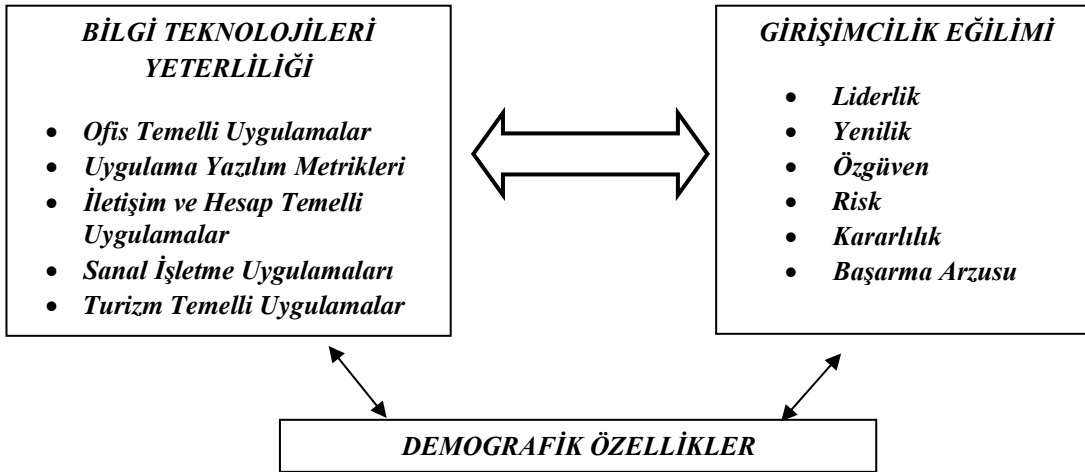 BİLGİ TEKNOLOJİLERİ
YETERLİLİĞİ
• Ofis Temelli Uygulamalar
• Uygulama Yazılım Metrikleri
• İletişim ve Hesap Temelli
Uygulamalar
• Sanal İşletme Uygulamaları
• Turizm Temelli Uygulamalar
GİRİŞİMCİLİK EĞİLİMİ
• Liderlik
• Yenilik
• Özgüven
• Risk
• Kararlılık
• Başarma Arzusu
DEMOGRAFİK ÖZELLİKLER